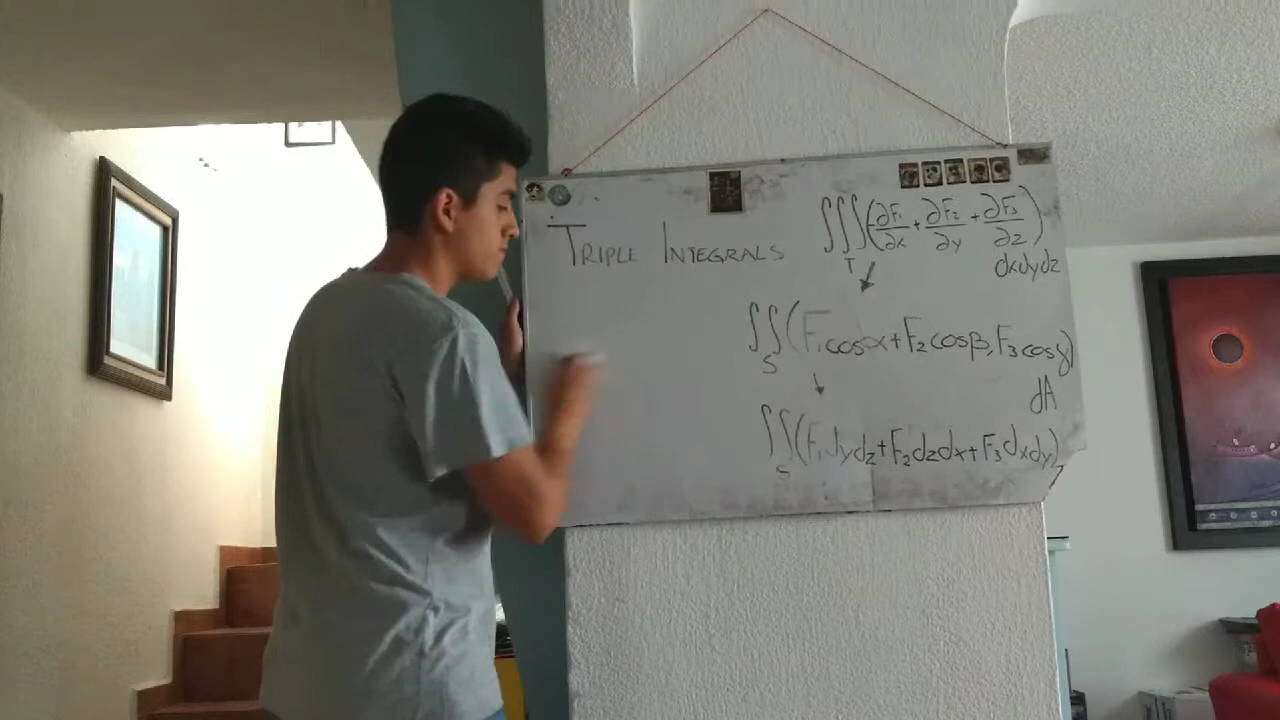 TRIPLE INTEGRALS
∭_T (∂F₁/∂x + ∂F₂/∂y + ∂F₃/∂z)
dxdydz
∬_S (F₁cosα + F₂cosβ, F₃cosγ)
dA
∬_S (F₁dydz + F₂dzdx + F₃dxdy)